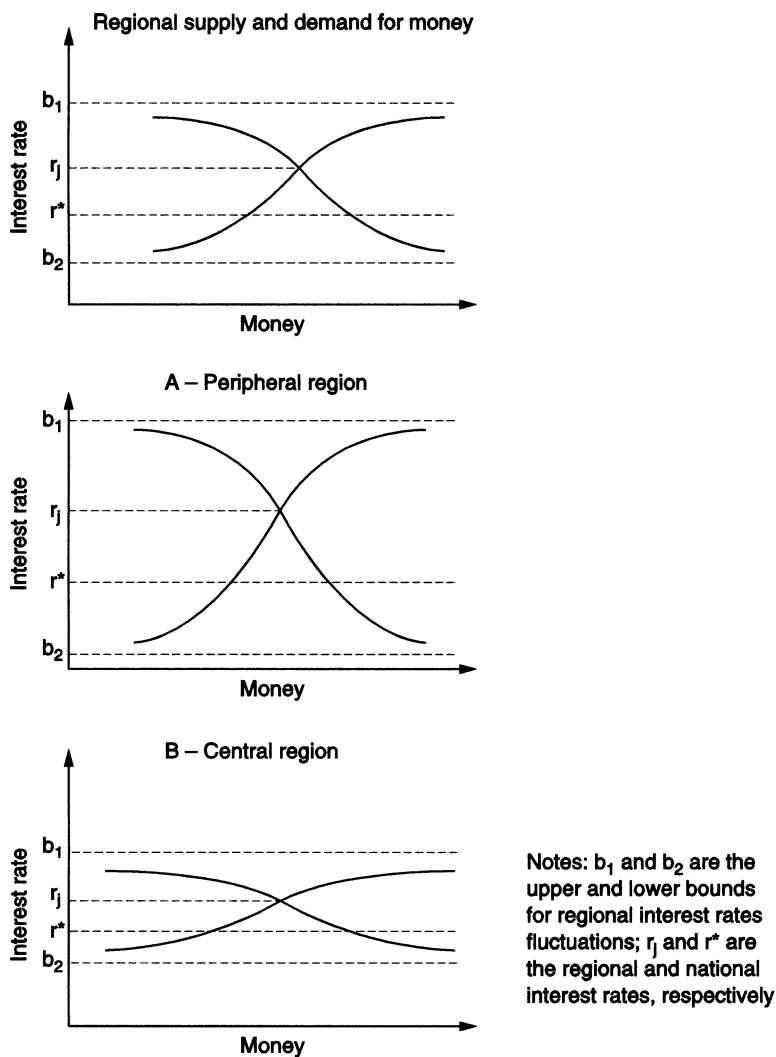 Regional supply and demand for money
Interest rate
b₁
rⱼ
r*
b₂
Money
A – Peripheral region
Interest rate
b₁
rⱼ
r*
b₂
Money
B – Central region
Interest rate
b₁
rⱼ
r*
b₂
Money
Notes: b₁ and b₂ are the
upper and lower bounds
for regional interest rates
fluctuations; rⱼ and r* are
the regional and national
interest rates, respectively